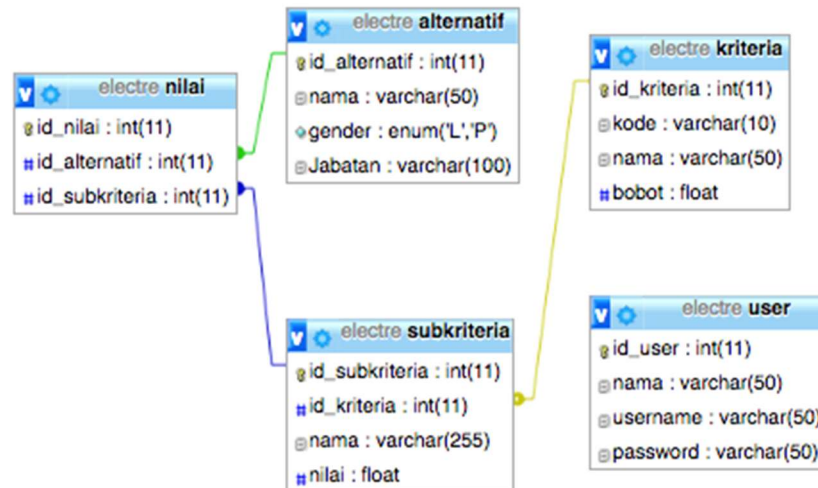 electre nilai
id_nilai : int(11)
id_alternatif : int(11)
id_subkriteria : int(11)
electre alternatif
id_alternatif : int(11)
nama : varchar(50)
gender : enum('L','P')
Jabatan : varchar(100)
electre kriteria
id_kriteria : int(11)
kode : varchar(10)
nama : varchar(50)
bobot : float
electre subkriteria
id_subkriteria : int(11)
id_kriteria : int(11)
nama : varchar(255)
nilai : float
electre user
id_user : int(11)
nama : varchar(50)
username : varchar(50)
password : varchar(50)